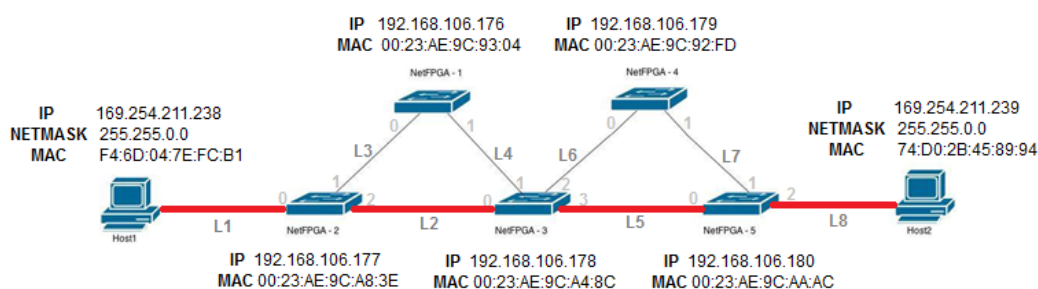 IP 192.168.106.176
MAC 00:23:AE:9C:93:04
IP 192.168.106.179
MAC 00:23:AE:9C:92:FD
NetFPGA - 1
NetFPGA - 4
IP 169.254.211.238
NETMASK 255.255.0.0
MAC F4:6D:04:7E:FC:B1
IP 169.254.211.239
NETMASK 255.255.0.0
MAC 74:D0:2B:45:89:94
0 1
0 1
L3 L4 L6 L7
0 1 2
0 1 2 3
0 1 2
L1 L2 L5 L8
Host1
NetFPGA - 2
NetFPGA - 3
NetFPGA - 5
Host2
IP 192.168.106.177
MAC 00:23:AE:9C:A8:3E
IP 192.168.106.178
MAC 00:23:AE:9C:A4:8C
IP 192.168.106.180
MAC 00:23:AE:9C:AA:AC